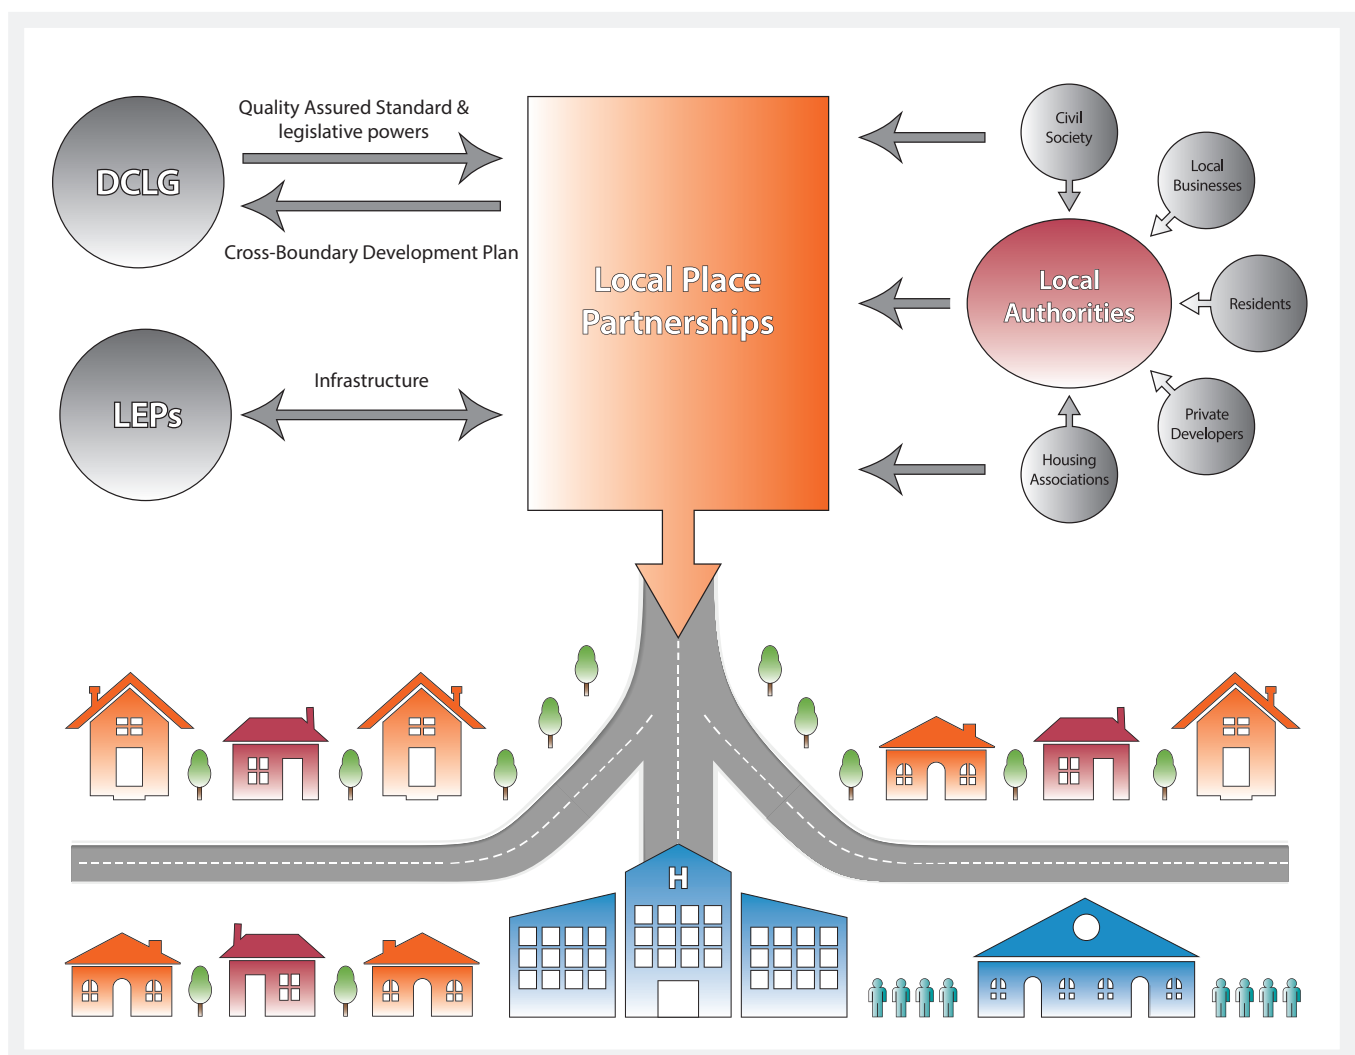 Quality Assured Standard &
legislative powers
DCLG
Cross-Boundary Development Plan
LEPs
Infrastructure
Local Place
Partnerships
Civil
Society
Local
Businesses
Local
Authorities
Residents
Private
Developers
Housing
Associations
H